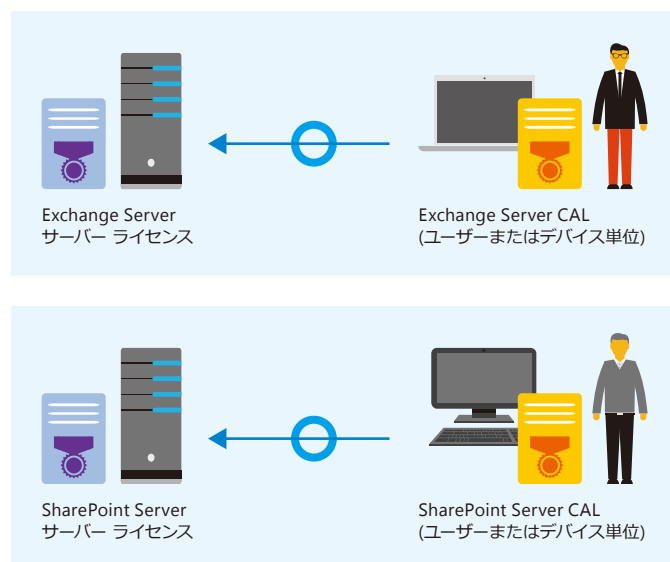 Exchange Server
サーバー ライセンス
Exchange Server CAL
(ユーザーまたはデバイス単位)
SharePoint Server
サーバー ライセンス
SharePoint Server CAL
(ユーザーまたはデバイス単位)